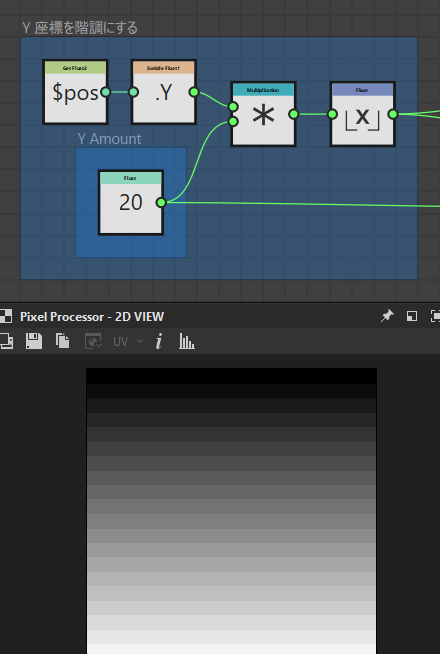 Y 座標を階調にする
Get Float2
$pos
Swizzle Float1
.Y
Multiplication
*
Floor
⌊x⌋
Y Amount
Float
20
Pixel Processor - 2D VIEW
UV
i